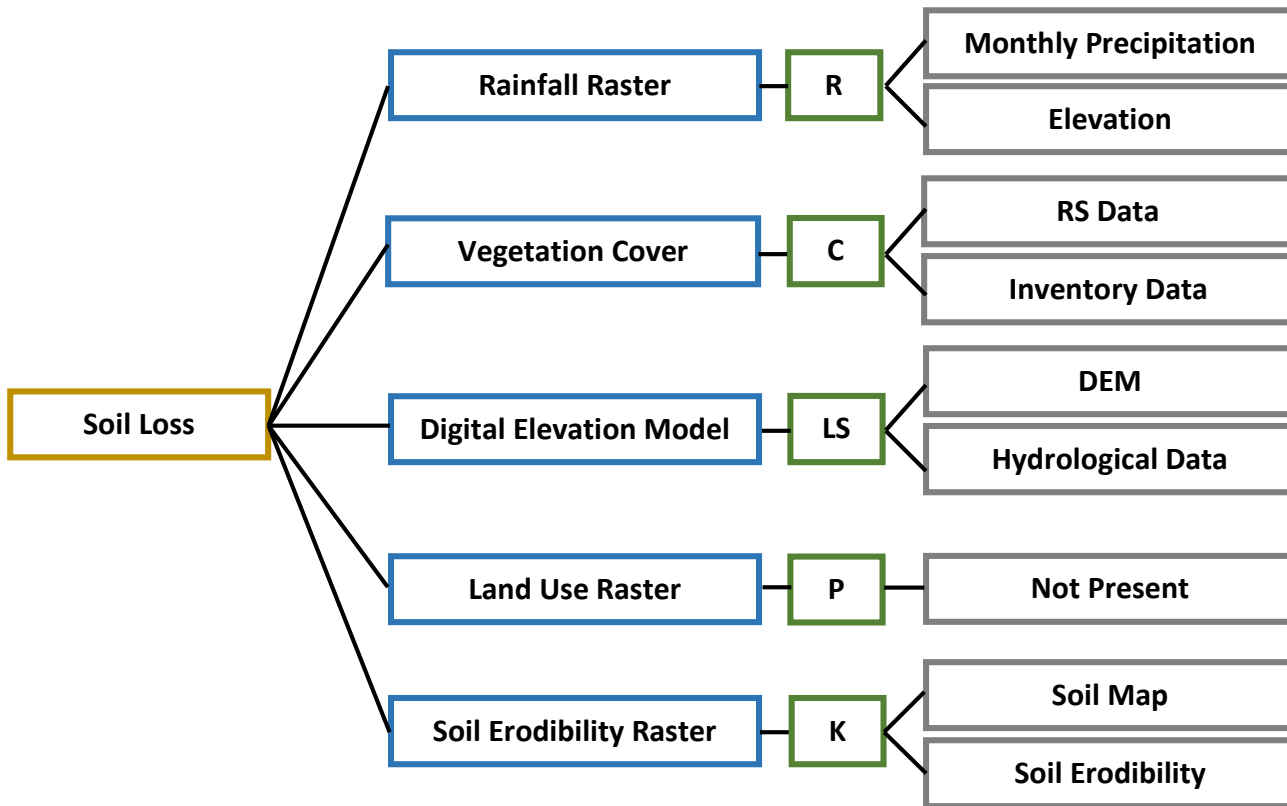 Monthly Precipitation
Rainfall Raster
R
Elevation
RS Data
Vegetation Cover
C
Inventory Data
DEM
Soil Loss
Digital Elevation Model
LS
Hydrological Data
Land Use Raster
P
Not Present
Soil Map
Soil Erodibility Raster
K
Soil Erodibility